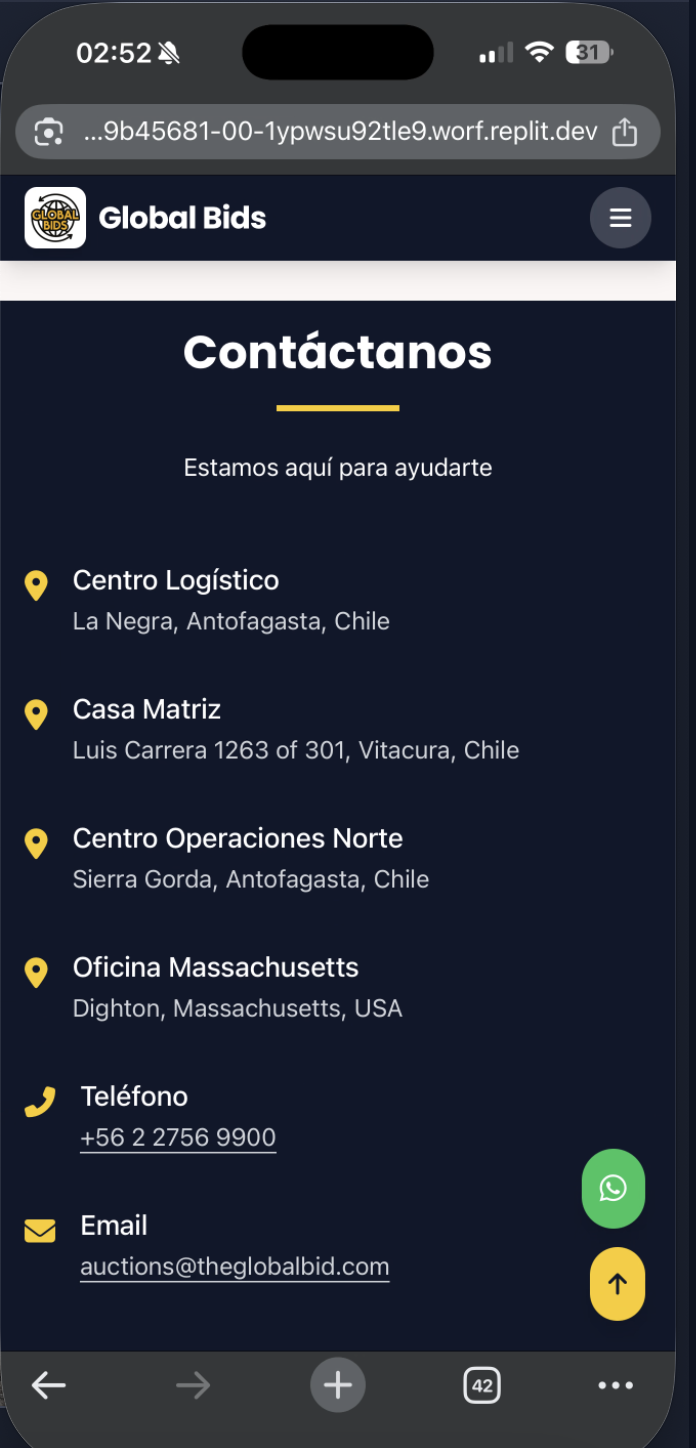 02:52
31
...9b45681-00-1ypwsu92tle9.worf.replit.dev
GLOBAL
BIDS
Global Bids
Contáctanos
Estamos aquí para ayudarte
Centro Logístico
La Negra, Antofagasta, Chile
Casa Matriz
Luis Carrera 1263 of 301, Vitacura, Chile
Centro Operaciones Norte
Sierra Gorda, Antofagasta, Chile
Oficina Massachusetts
Dighton, Massachusetts, USA
Teléfono
+56 2 2756 9900
Email
auctions@theglobalbid.com
42